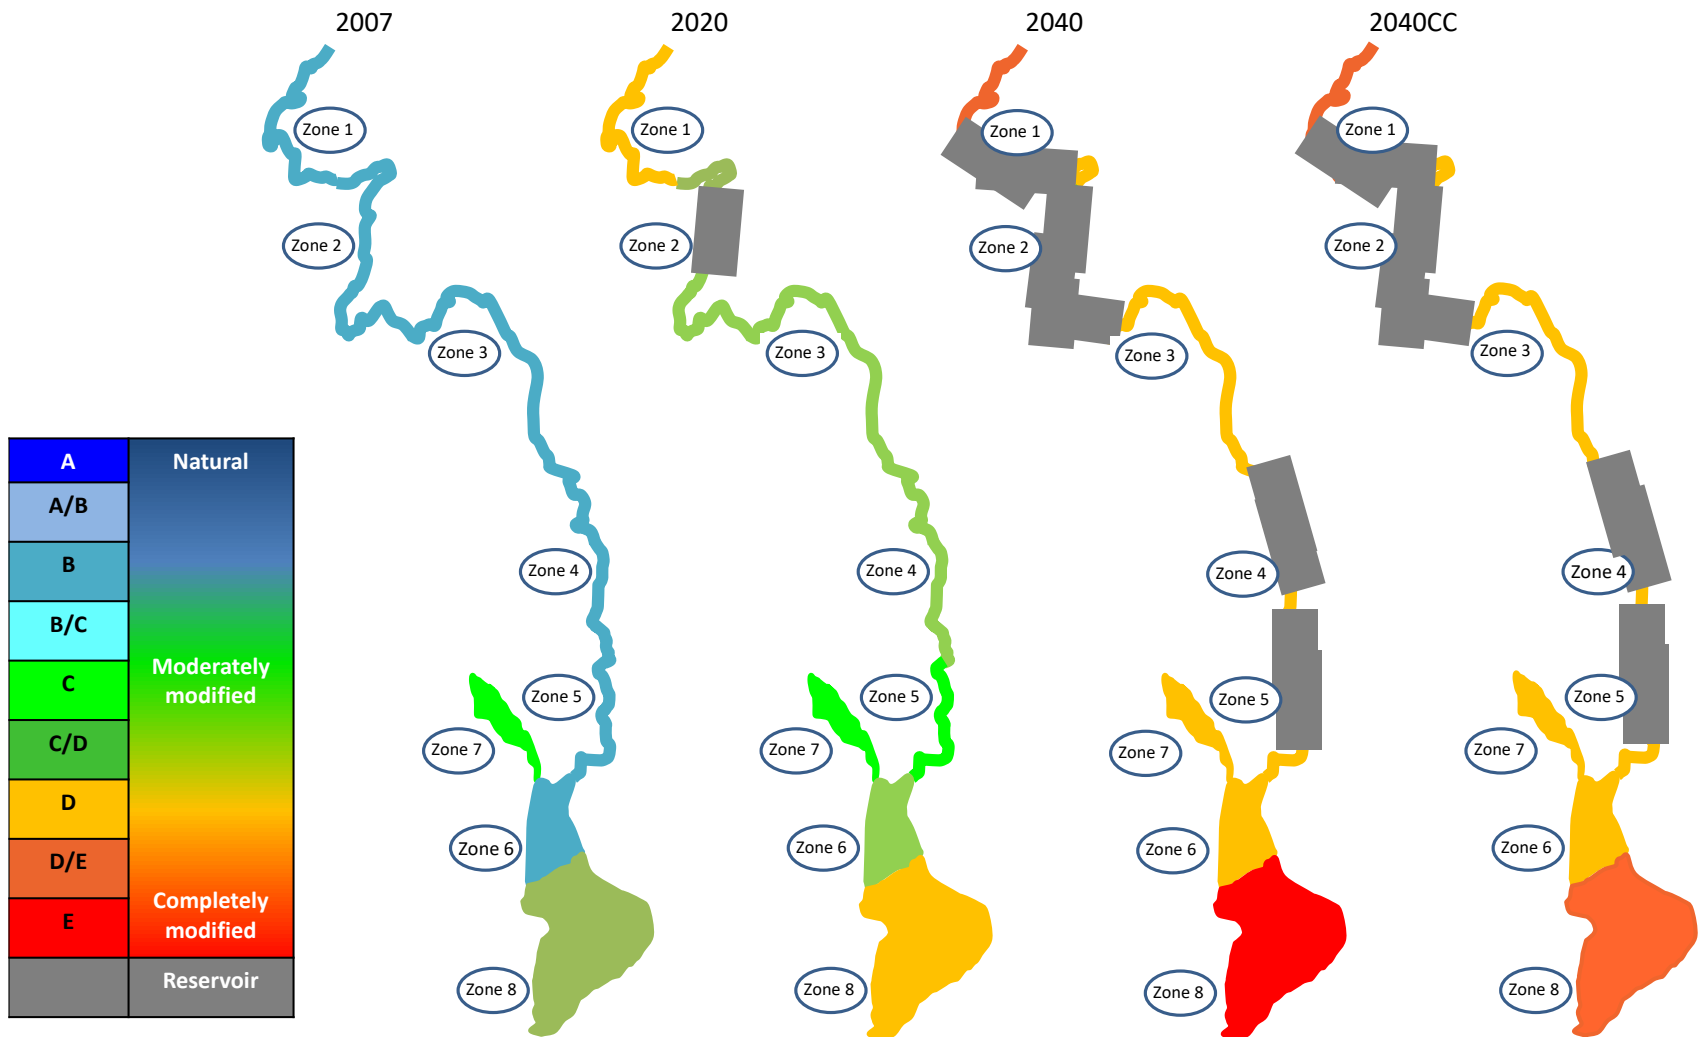 2007
2020
2040
2040CC
Zone 1
Zone 1
Zone 1
Zone 1
Zone 2
Zone 2
Zone 2
Zone 2
Zone 3
Zone 3
Zone 3
Zone 3
A
Natural
A/B
B
B/C
C
Moderately
modified
C/D
D
D/E
E
Completely
modified
Reservoir
Zone 4
Zone 4
Zone 4
Zone 4
Zone 5
Zone 5
Zone 5
Zone 5
Zone 7
Zone 7
Zone 7
Zone 7
Zone 6
Zone 6
Zone 6
Zone 6
Zone 8
Zone 8
Zone 8
Zone 8